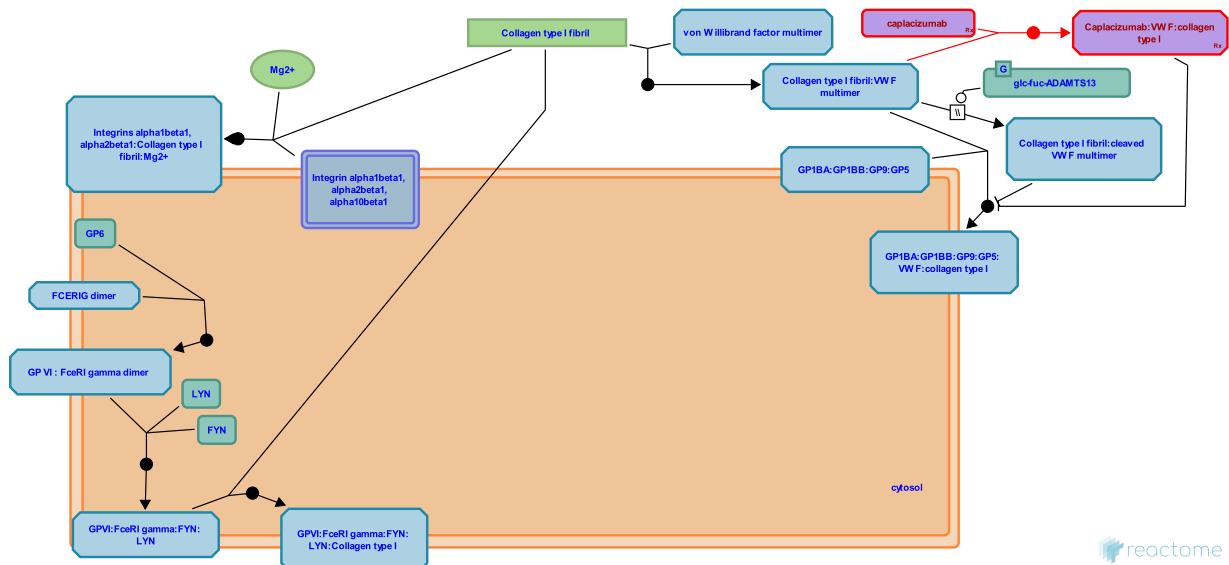 Collagen type I fibril
von Willibrand factor multimer
caplacizumab
Rx
Caplacizumab:VWF:collagen
type I
Rx
Mg2+
Collagen type I fibril:VWF
multimer
G
glc-fuc-ADAMTS13
\\
Integrins alpha1beta1,
alpha2beta1:Collagen type I
fibril:Mg2+
Collagen type I fibril:cleaved
VWF multimer
Integrin alpha1beta1,
alpha2beta1,
alpha10beta1
GP1BA:GP1BB:GP9:GP5
GP6
GP1BA:GP1BB:GP9:GP5:
VWF:collagen type I
FCERIG dimer
GP VI : FceRI gamma dimer
LYN
FYN
cytosol
GPVI:FceRI gamma:FYN:
LYN
GPVI:FceRI gamma:FYN:
LYN:Collagen type I
reactome